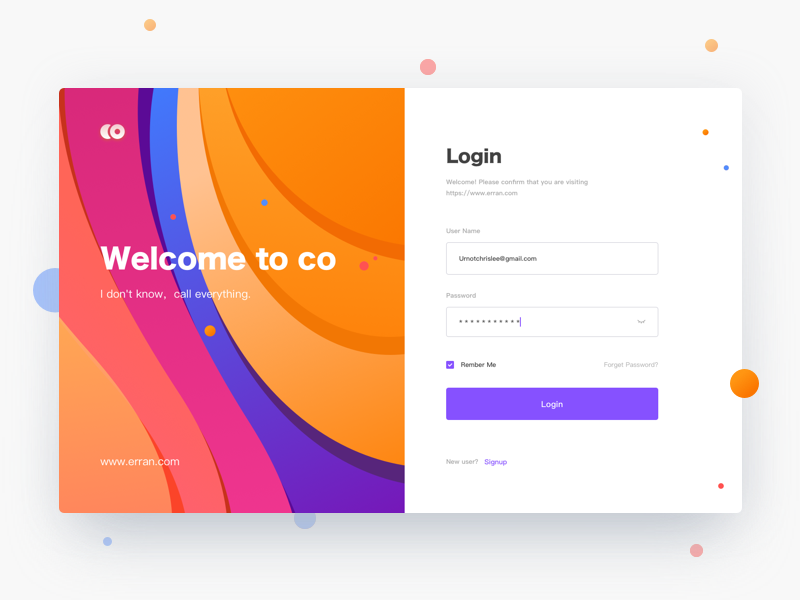 Welcome to co
I don't know，call everything.
www.erran.com
Login
Welcome! Please confirm that you are visiting
https://www.erran.com
User Name
Urnotchrislee@gmail.com
Password
Rember Me
Forget Password?
Login
New user? Signup